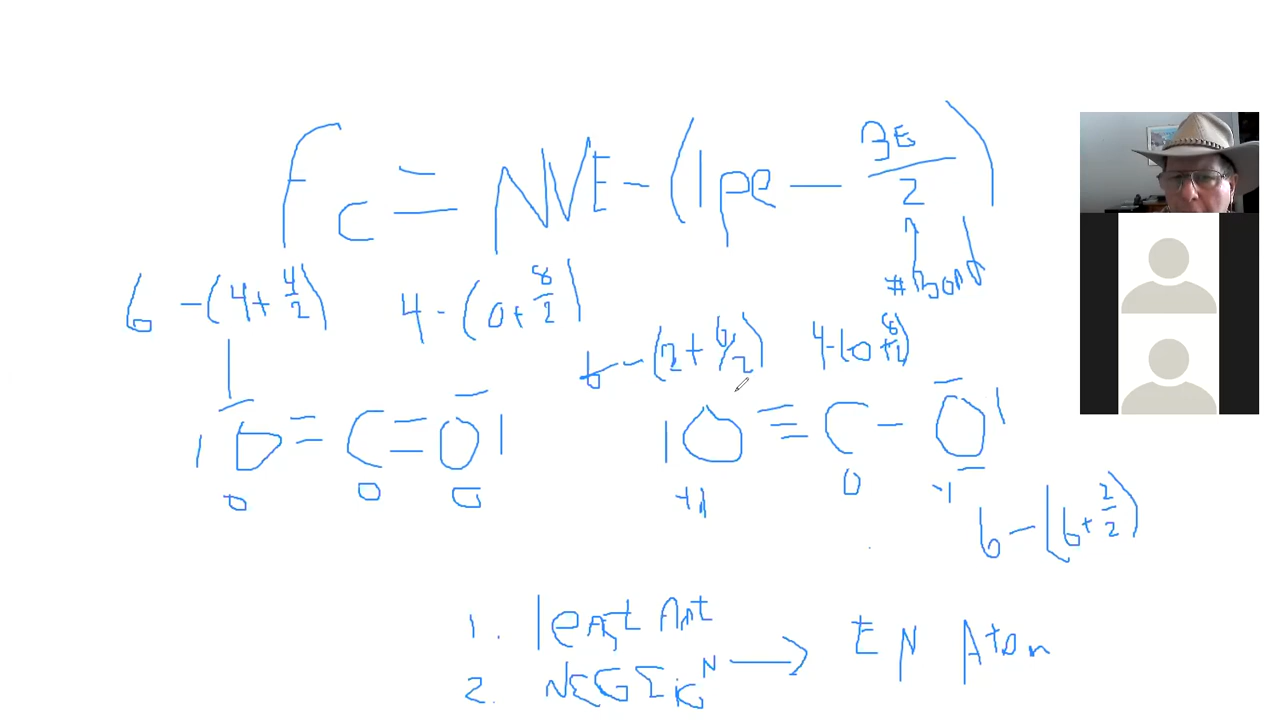 Fc = NVE - (lpe - BE/2)
# Bond
6 - (4 + 4/2) 4 - (0 + 8/2)
6 - (2 + 6/2) 4 - (0 + 8/2)
|O = C = O| |O ≡ C - O|
0 0 0 +1 0 -1
6 - (6 + 2/2)
1. least Amt
2. NEG Σig^N → EN Atom